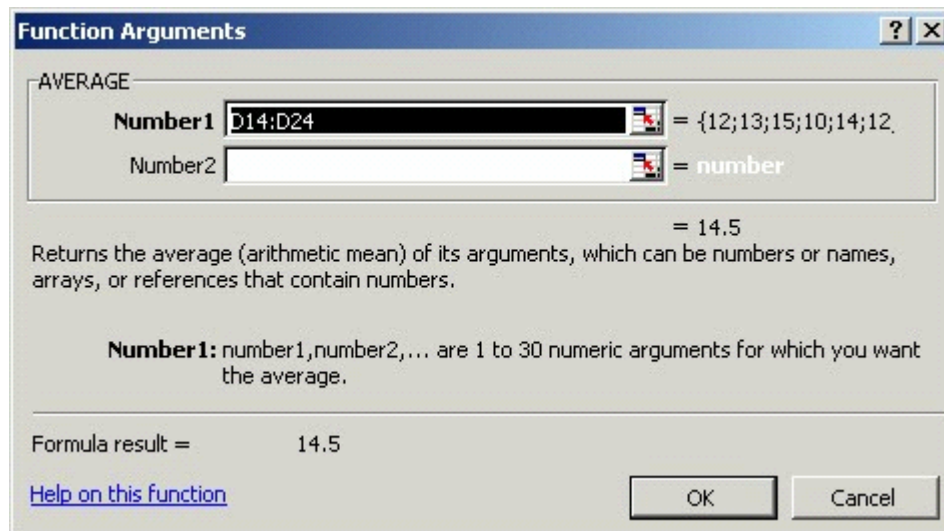 Function Arguments
AVERAGE
Number1 D14:D24 = {12;13;15;10;14;12
Number2 = number
= 14.5
Returns the average (arithmetic mean) of its arguments, which can be numbers or names,
arrays, or references that contain numbers.
Number1: number1,number2,... are 1 to 30 numeric arguments for which you want
the average.
Formula result = 14.5
Help on this function
OK Cancel